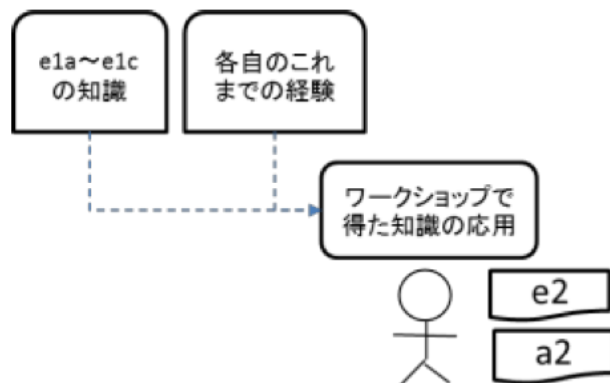 e1a～e1c
の知識
各自のこれ
までの経験
ワークショップで
得た知識の応用
e2
a2